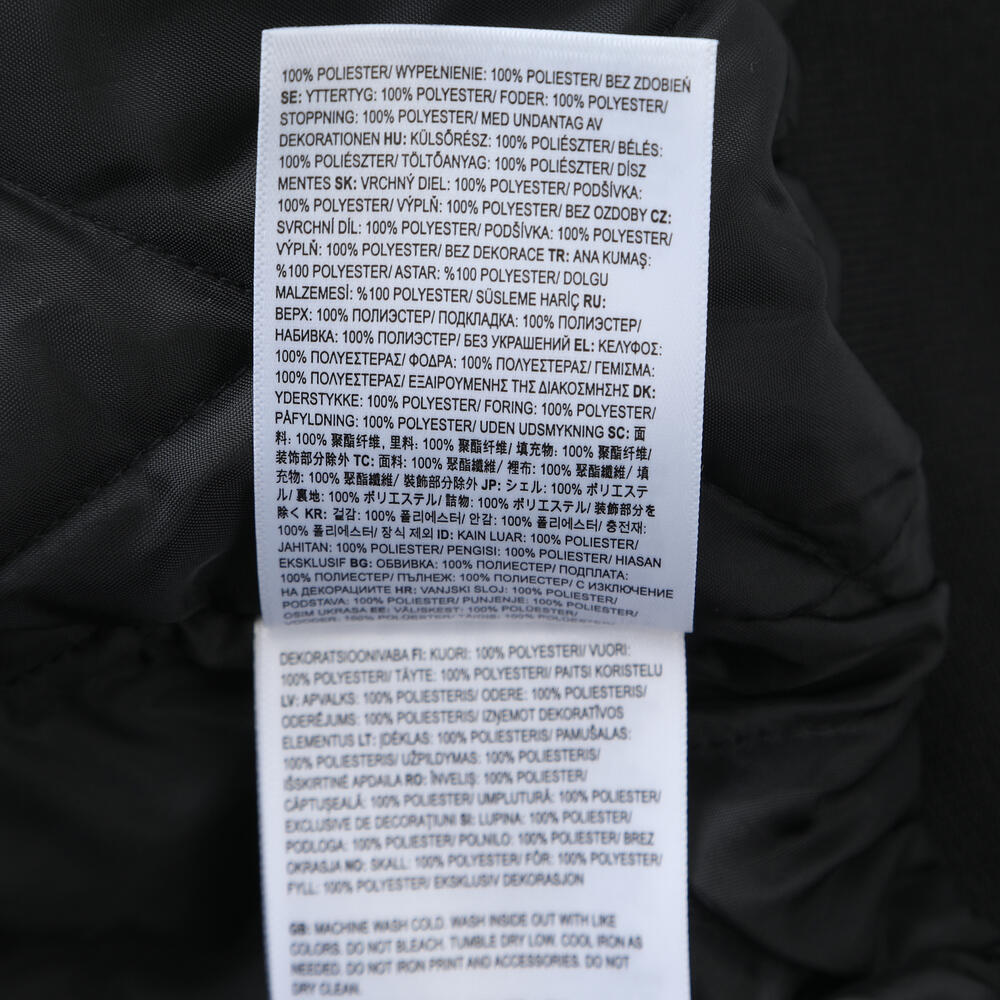 100% POLIESTER/ WYPEŁNIENIE: 100% POLIESTER/ BEZ ZDOBIEŃ
SE: YTTERTYG: 100% POLYESTER/ FODER: 100% POLYESTER/
STOPPNING: 100% POLYESTER/ MED UNDANTAG AV
DEKORATIONEN HU: KÜLSŐRÉSZ: 100% POLIÉSZTER/ BÉLÉS:
100% POLIÉSZTER/ TÖLTŐANYAG: 100% POLIÉSZTER/ DÍSZ
MENTES SK: VRCHNÝ DIEL: 100% POLYESTER/ PODŠÍVKA:
100% POLYESTER/ VÝPLŇ: 100% POLYESTER/ BEZ OZDOBY CZ:
SVRCHNÍ DÍL: 100% POLYESTER/ PODŠÍVKA: 100% POLYESTER/
VÝPLŇ: 100% POLYESTER/ BEZ DEKORACE TR: ANA KUMAŞ:
%100 POLYESTER/ ASTAR: %100 POLYESTER/ DOLGU
MALZEMESİ: %100 POLYESTER/ SÜSLEME HARİÇ RU:
ВЕРХ: 100% ПОЛИЭСТЕР/ ПОДКЛАДКА: 100% ПОЛИЭСТЕР/
НАБИВКА: 100% ПОЛИЭСТЕР/ БЕЗ УКРАШЕНИЙ EL: ΚΕΛΥΦΟΣ:
100% ΠΟΛΥΕΣΤΕΡΑΣ/ ΦΟΔΡΑ: 100% ΠΟΛΥΕΣΤΕΡΑΣ/ ΓΕΜΙΣΜΑ:
100% ΠΟΛΥΕΣΤΕΡΑΣ/ ΕΞΑΙΡΟΥΜΕΝΗΣ ΤΗΣ ΔΙΑΚΟΣΜΗΣΗΣ DK:
YDERSTYKKE: 100% POLYESTER/ FORING: 100% POLYESTER/
PÅFYLDNING: 100% POLYESTER/ UDEN UDSMYKNING SC: 面
料: 100% 聚酯纤维, 里料: 100% 聚酯纤维/ 填充物: 100% 聚酯纤维/
装饰部分除外 TC: 面料: 100% 聚酯纖維/ 裡布: 100% 聚酯纖維/ 填
充物: 100% 聚酯纖維/ 裝飾部分除外 JP: シェル: 100% ポリエステ
ル/ 裏地: 100% ポリエステル/ 詰物: 100% ポリエステル/ 装飾部分を
除く KR: 겉감: 100% 폴리에스터/ 안감: 100% 폴리에스터/ 충전재:
100% 폴리에스터/ 장식 제외 ID: KAIN LUAR: 100% POLIESTER/
JAHITAN: 100% POLIESTER/ PENGISI: 100% POLIESTER/ HIASAN
EKSKLUSIF BG: ОБВИВКА: 100% ПОЛИЕСТЕР/ ПОДПЛАТА:
100% ПОЛИЕСТЕР/ ПЪЛНЕЖ: 100% ПОЛИЕСТЕР/ С ИЗКЛЮЧЕНИЕ
НА ДЕКОРАЦИИТЕ HR: VANJSKI SLOJ: 100% POLIESTER/
PODSTAVA: 100% POLIESTER/ PUNJENJE: 100% POLIESTER/
OSIM UKRASA EE: VÄLISKEST: 100% POLÜESTER/
VOODER: 100% POLÜESTER/ TÄIDIS: 100% POLÜESTER/
DEKORATSIOONIVABA FI: KUORI: 100% POLYESTERI/ VUORI:
100% POLYESTERI/ TÄYTE: 100% POLYESTERI/ PAITSI KORISTELU
LV: APVALKS: 100% POLIESTERIS/ ODERE: 100% POLIESTERIS/
ODERĒJUMS: 100% POLIESTERIS/ IZŅEMOT DEKORATĪVOS
ELEMENTUS LT: ĮDĖKLAS: 100% POLIESTERIS/ PAMUŠALAS:
100% POLIESTERIS/ UŽPILDYMAS: 100% POLIESTERIS/
IŠSKIRTINĖ APDAILA RO: ÎNVELIȘ: 100% POLIESTER/
CĂPTUȘEALĂ: 100% POLIESTER/ UMPLUTURĂ: 100% POLIESTER/
EXCLUSIVE DE DECORAȚIUNI SI: LUPINA: 100% POLIESTER/
PODLOGA: 100% POLIESTER/ POLNILO: 100% POLIESTER/ BREZ
OKRASJA NO: SKALL: 100% POLYESTER/ FÔR: 100% POLYESTER/
FYLL: 100% POLYESTER/ EKSKLUSIV DEKORASJON
GB: MACHINE WASH COLD. WASH INSIDE OUT WITH LIKE
COLORS. DO NOT BLEACH. TUMBLE DRY LOW. COOL IRON AS
NEEDED. DO NOT IRON PRINT AND ACCESSORIES. DO NOT
DRY CLEAN.